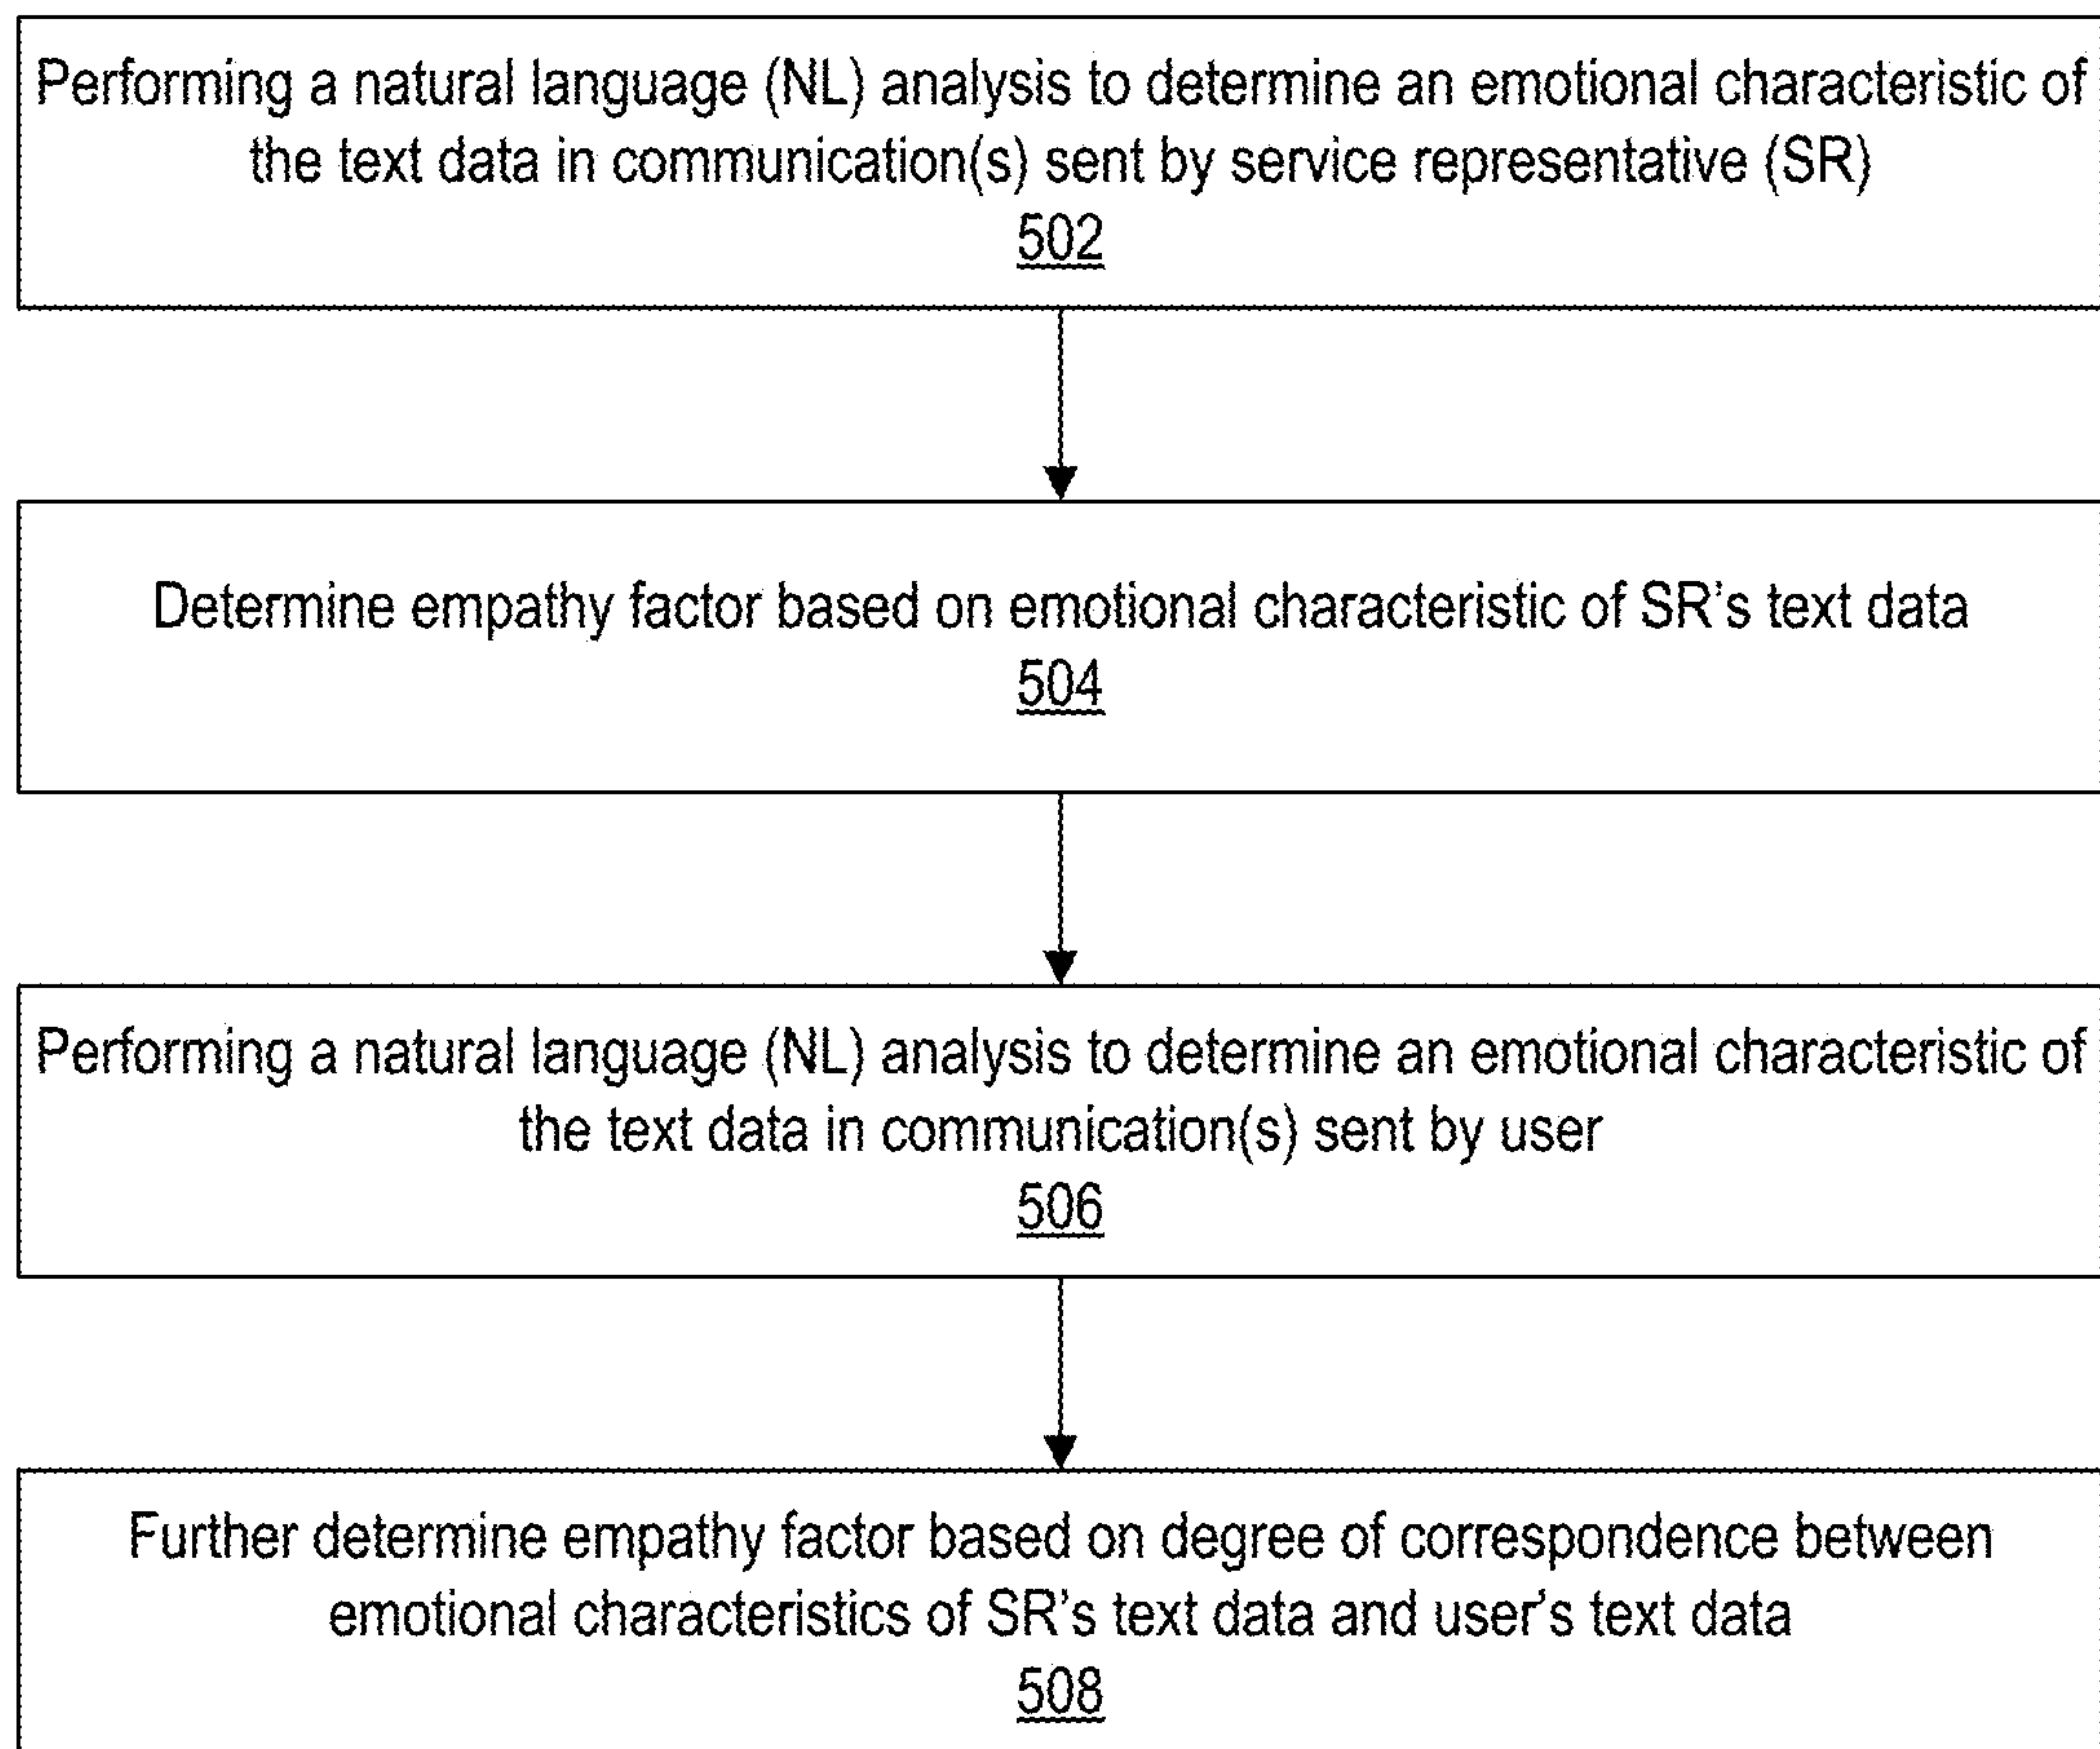 Performing a natural language (NL) analysis to determine an emotional characteristic of
the text data in communication(s) sent by service representative (SR)
502
Determine empathy factor based on emotional characteristic of SR's text data
504
Performing a natural language (NL) analysis to determine an emotional characteristic of
the text data in communication(s) sent by user
506
Further determine empathy factor based on degree of correspondence between
emotional characteristics of SR's text data and user's text data
508